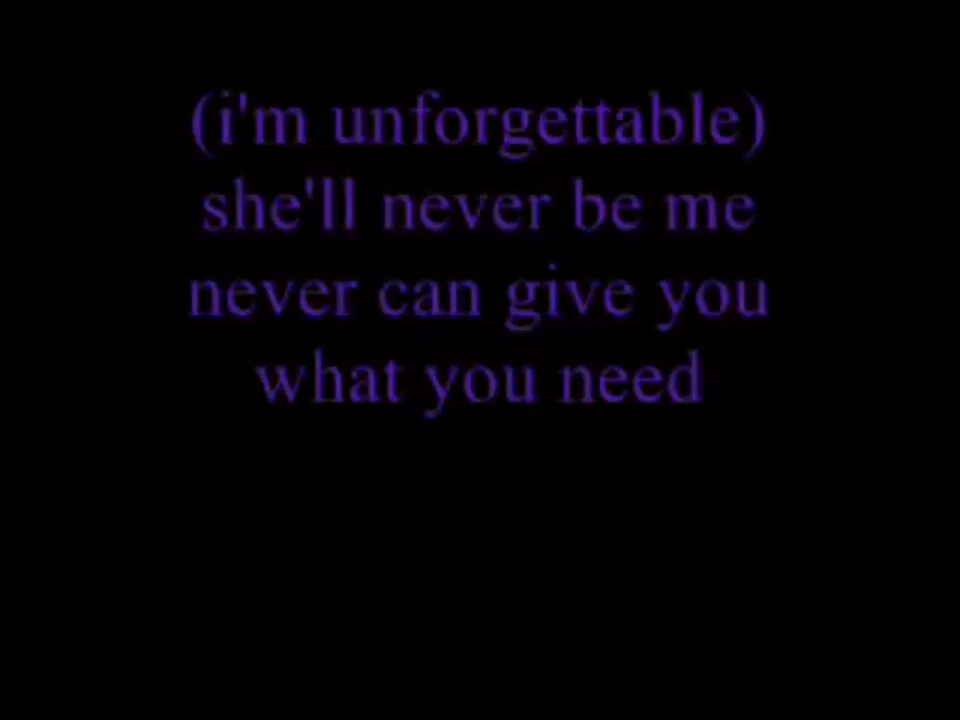 (i'm unforgettable)
she'll never be me
never can give you
what you need